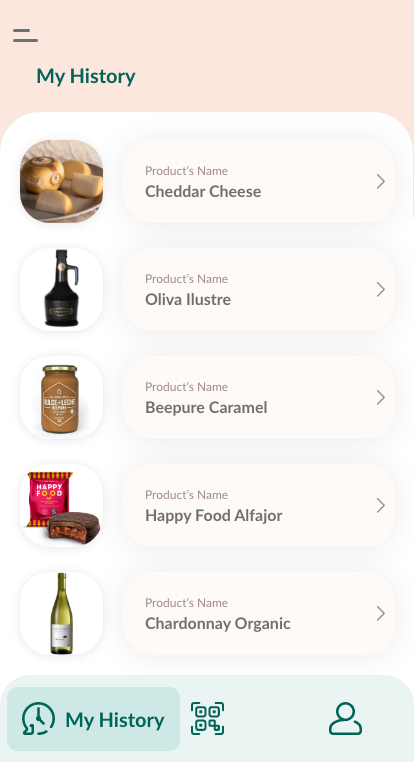 My History
Product's Name
Cheddar Cheese
Product's Name
Oliva Ilustre
DULCE DE LECHE
BEEPURE
Product's Name
Beepure Caramel
HAPPY
FOOD
Product's Name
Happy Food Alfajor
Product's Name
Chardonnay Organic
My History